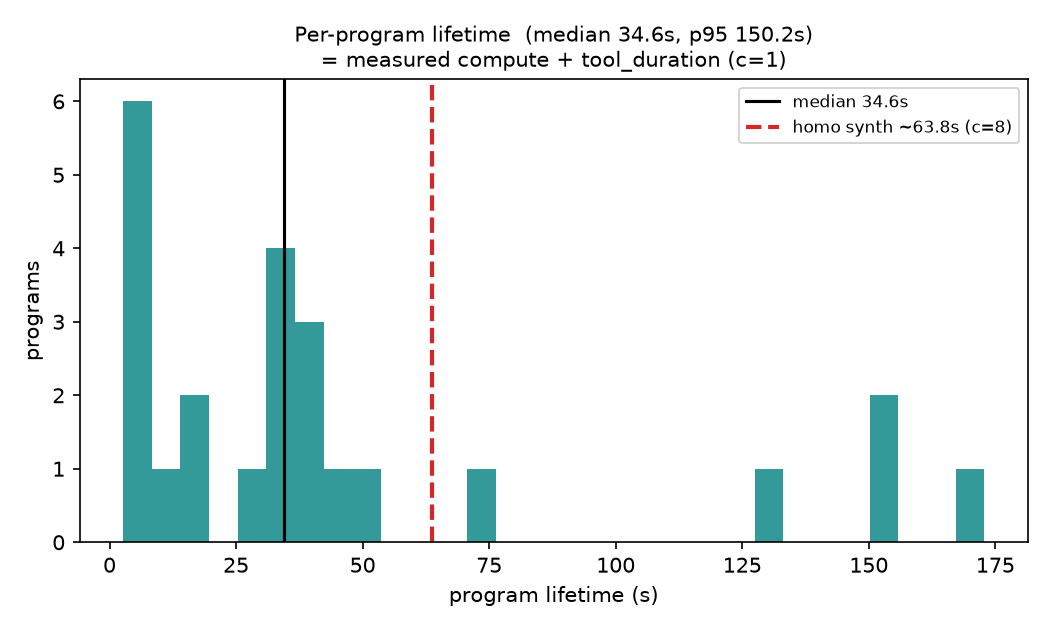 Per-program lifetime  (median 34.6s, p95 150.2s)
= measured compute + tool_duration (c=1)
median 34.6s
homo synth ~63.8s (c=8)
programs
6
5
4
3
2
1
0
0 25 50 75 100 125 150 175
program lifetime (s)